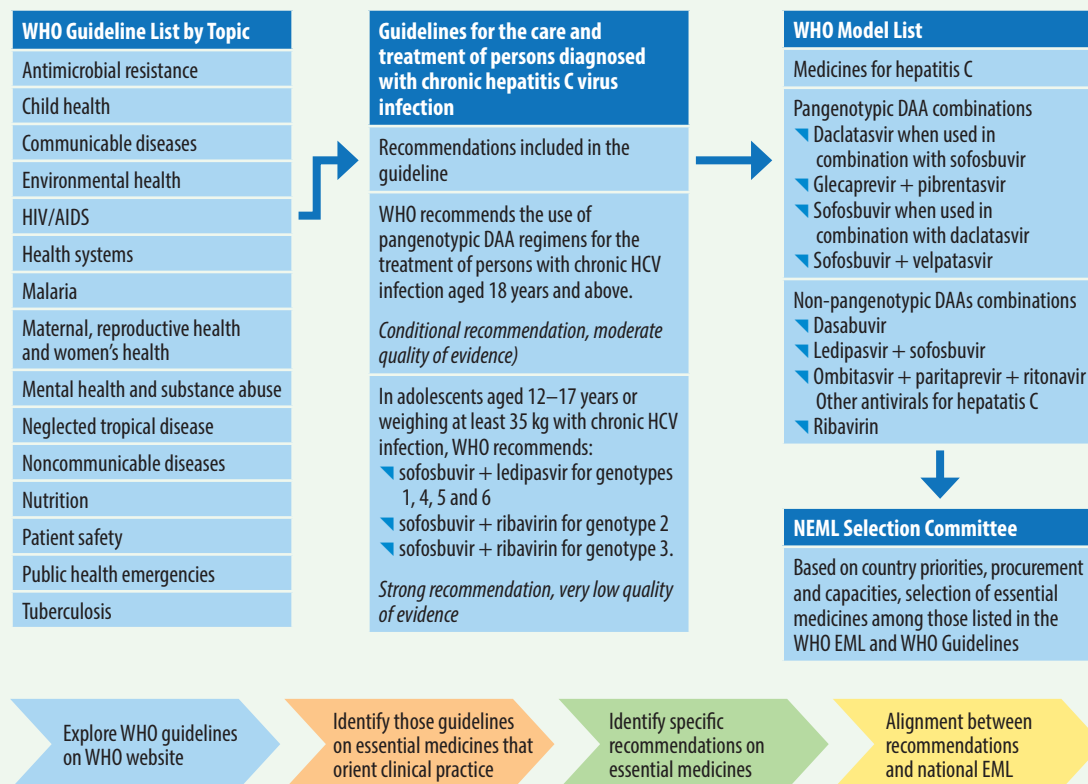 WHO Guideline List by Topic
Antimicrobial resistance
Child health
Communicable diseases
Environmental health
HIV/AIDS
Health systems
Malaria
Maternal, reproductive health
and women's health
Mental health and substance abuse
Neglected tropical disease
Noncommunicable diseases
Nutrition
Patient safety
Public health emergencies
Tuberculosis
Guidelines for the care and
treatment of persons diagnosed
with chronic hepatitis C virus
infection
Recommendations included in the
guideline
WHO recommends the use of
pangenotypic DAA regimens for the
treatment of persons with chronic HCV
infection aged 18 years and above.
Conditional recommendation, moderate
quality of evidence)
In adolescents aged 12–17 years or
weighing at least 35 kg with chronic HCV
infection, WHO recommends:
sofosbuvir + ledipasvir for genotypes
1, 4, 5 and 6
sofosbuvir + ribavirin for genotype 2
sofosbuvir + ribavirin for genotype 3.
Strong recommendation, very low quality
of evidence
WHO Model List
Medicines for hepatitis C
Pangenotypic DAA combinations
Daclatasvir when used in
combination with sofosbuvir
Glecaprevir + pibrentasvir
Sofosbuvir when used in
combination with daclatasvir
Sofosbuvir + velpatasvir
Non-pangenotypic DAAs combinations
Dasabuvir
Ledipasvir + sofosbuvir
Ombitasvir + paritaprevir + ritonavir
Other antivirals for hepatatis C
Ribavirin
NEML Selection Committee
Based on country priorities, procurement
and capacities, selection of essential
medicines among those listed in the
WHO EML and WHO Guidelines
Explore WHO guidelines
on WHO website
Identify those guidelines
on essential medicines that
orient clinical practice
Identify specific
recommendations on
essential medicines
Alignment between
recommendations
and national EML